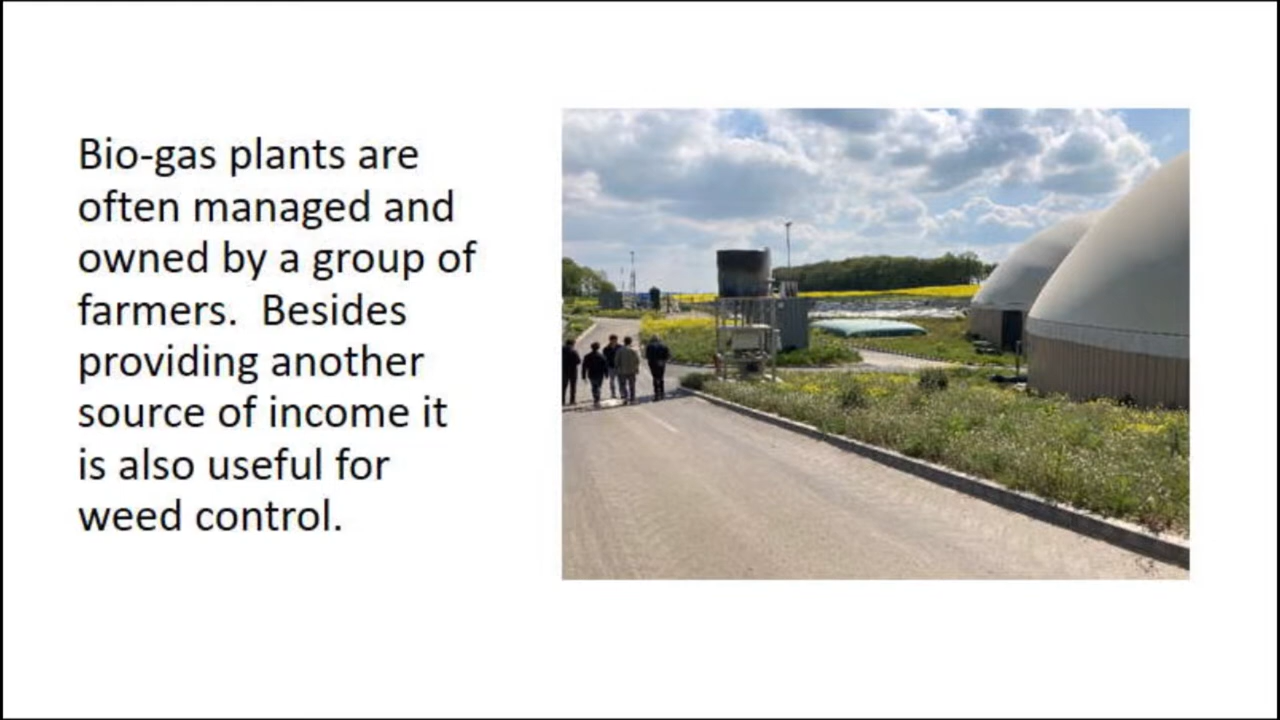 Bio-gas plants are
often managed and
owned by a group of
farmers.  Besides
providing another
source of income it
is also useful for
weed control.